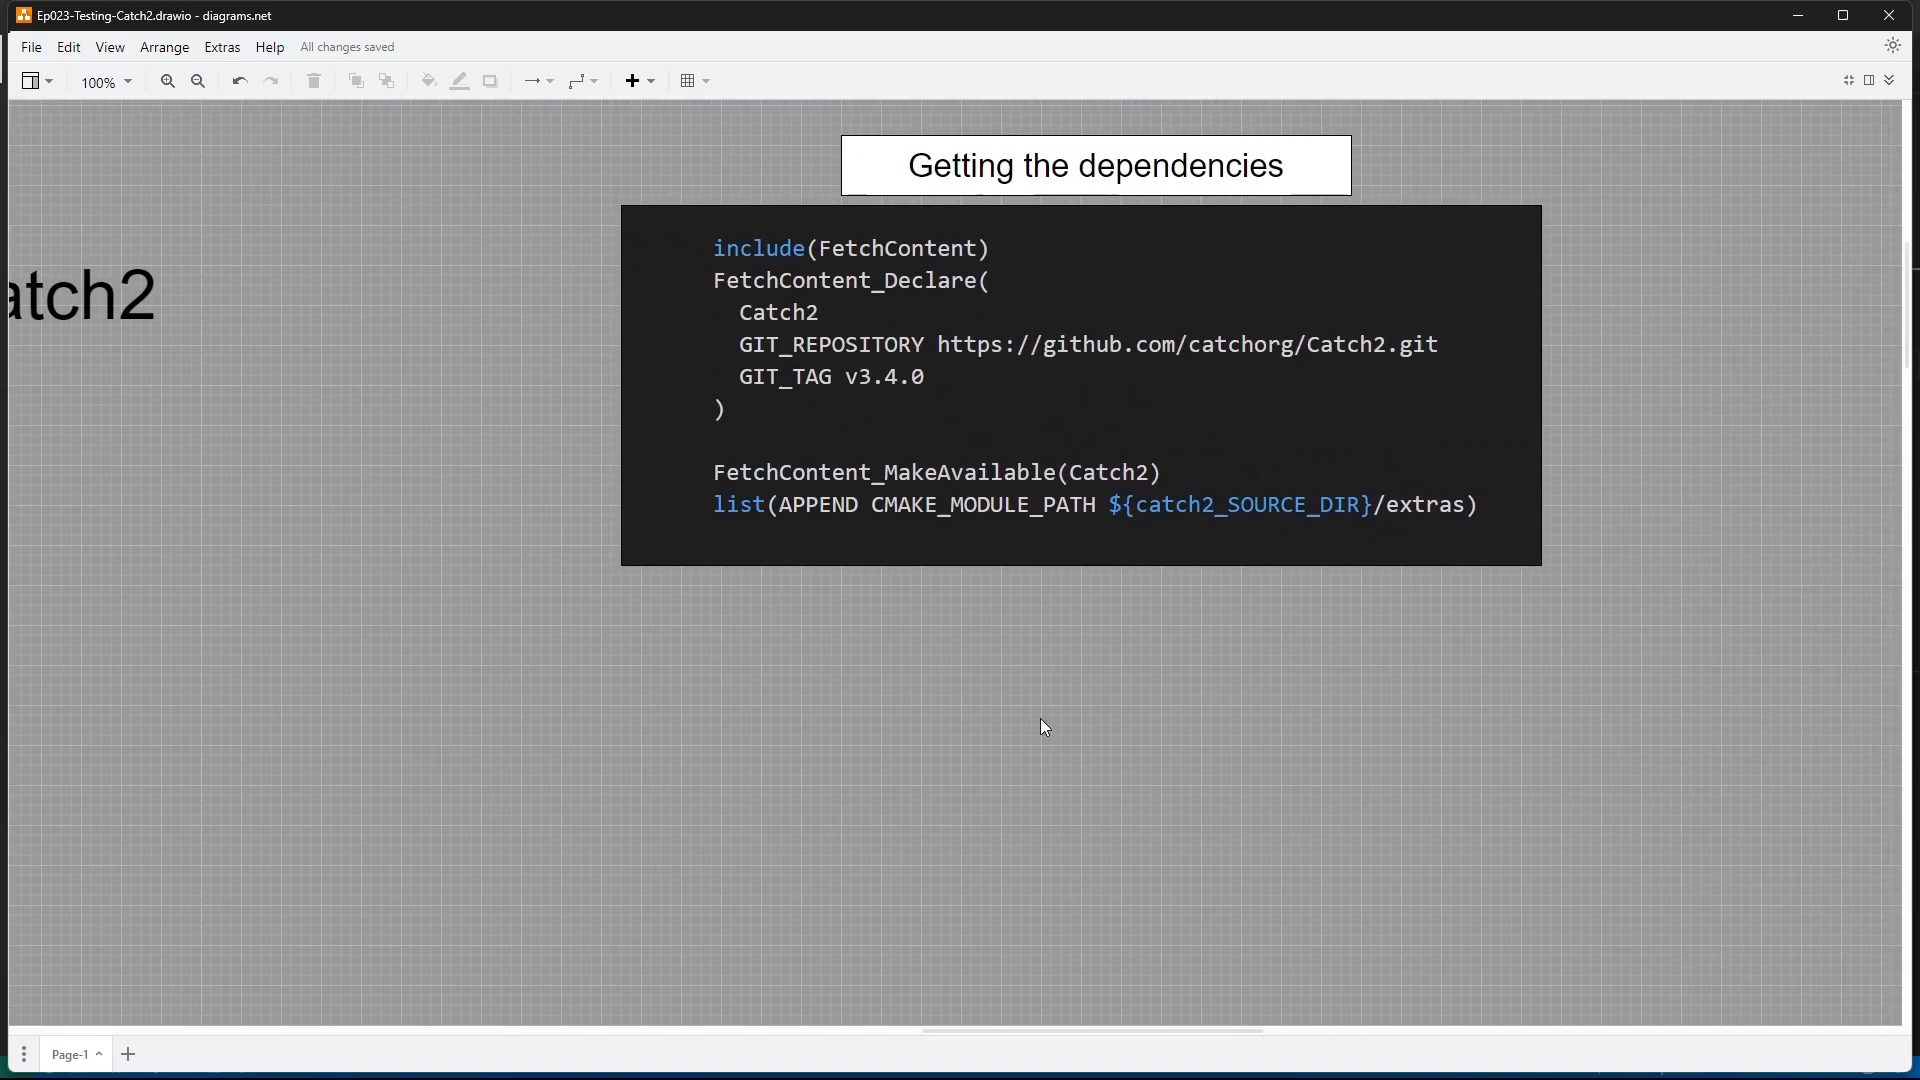 Ep023-Testing-Catch2.drawio - diagrams.net
File Edit View Arrange Extras Help All changes saved
100%
Getting the dependencies
atch2
include(FetchContent)
FetchContent_Declare(
  Catch2
  GIT_REPOSITORY https://github.com/catchorg/Catch2.git
  GIT_TAG v3.4.0
)
FetchContent_MakeAvailable(Catch2)
list(APPEND CMAKE_MODULE_PATH ${catch2_SOURCE_DIR}/extras)
Page-1